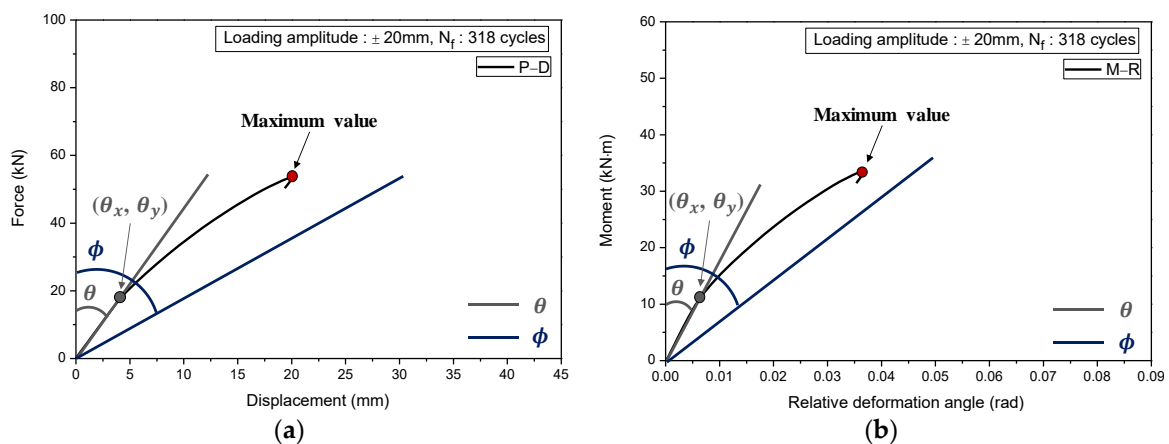 Loading amplitude : ± 20mm, N_f : 318 cycles
P–D
Maximum value
(θ_x, θ_y)
ϕ
θ
θ
ϕ
Force (kN)
100
80
60
40
20
0
0 5 10 15 20 25 30 35 40 45
Displacement (mm)
(a)
Loading amplitude : ± 20mm, N_f : 318 cycles
M–R
Maximum value
(θ_x, θ_y)
ϕ
θ
θ
ϕ
Moment (kN·m)
60
50
40
30
20
10
0
0.00 0.01 0.02 0.03 0.04 0.05 0.06 0.07 0.08 0.09
Relative deformation angle (rad)
(b)